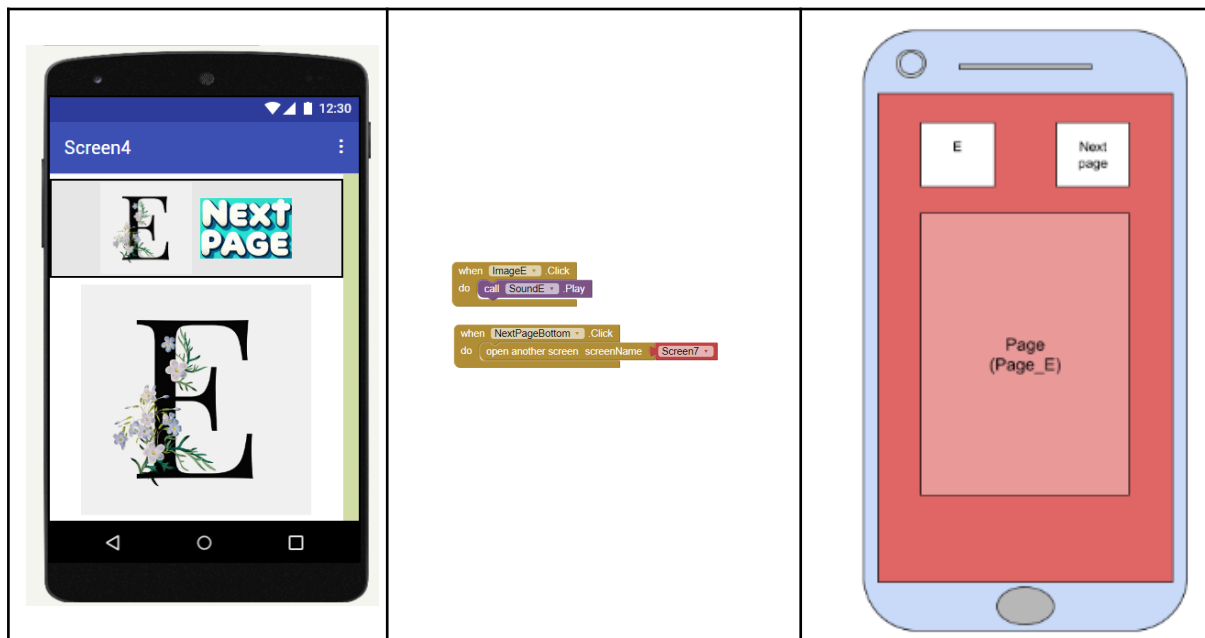 12:30
Screen4
E
NEXT
PAGE
E
when ImageE .Click
do call SoundE .Play
when NextPageBottom .Click
do open another screen screenName Screen7
E
Next
page
Page
(Page_E)